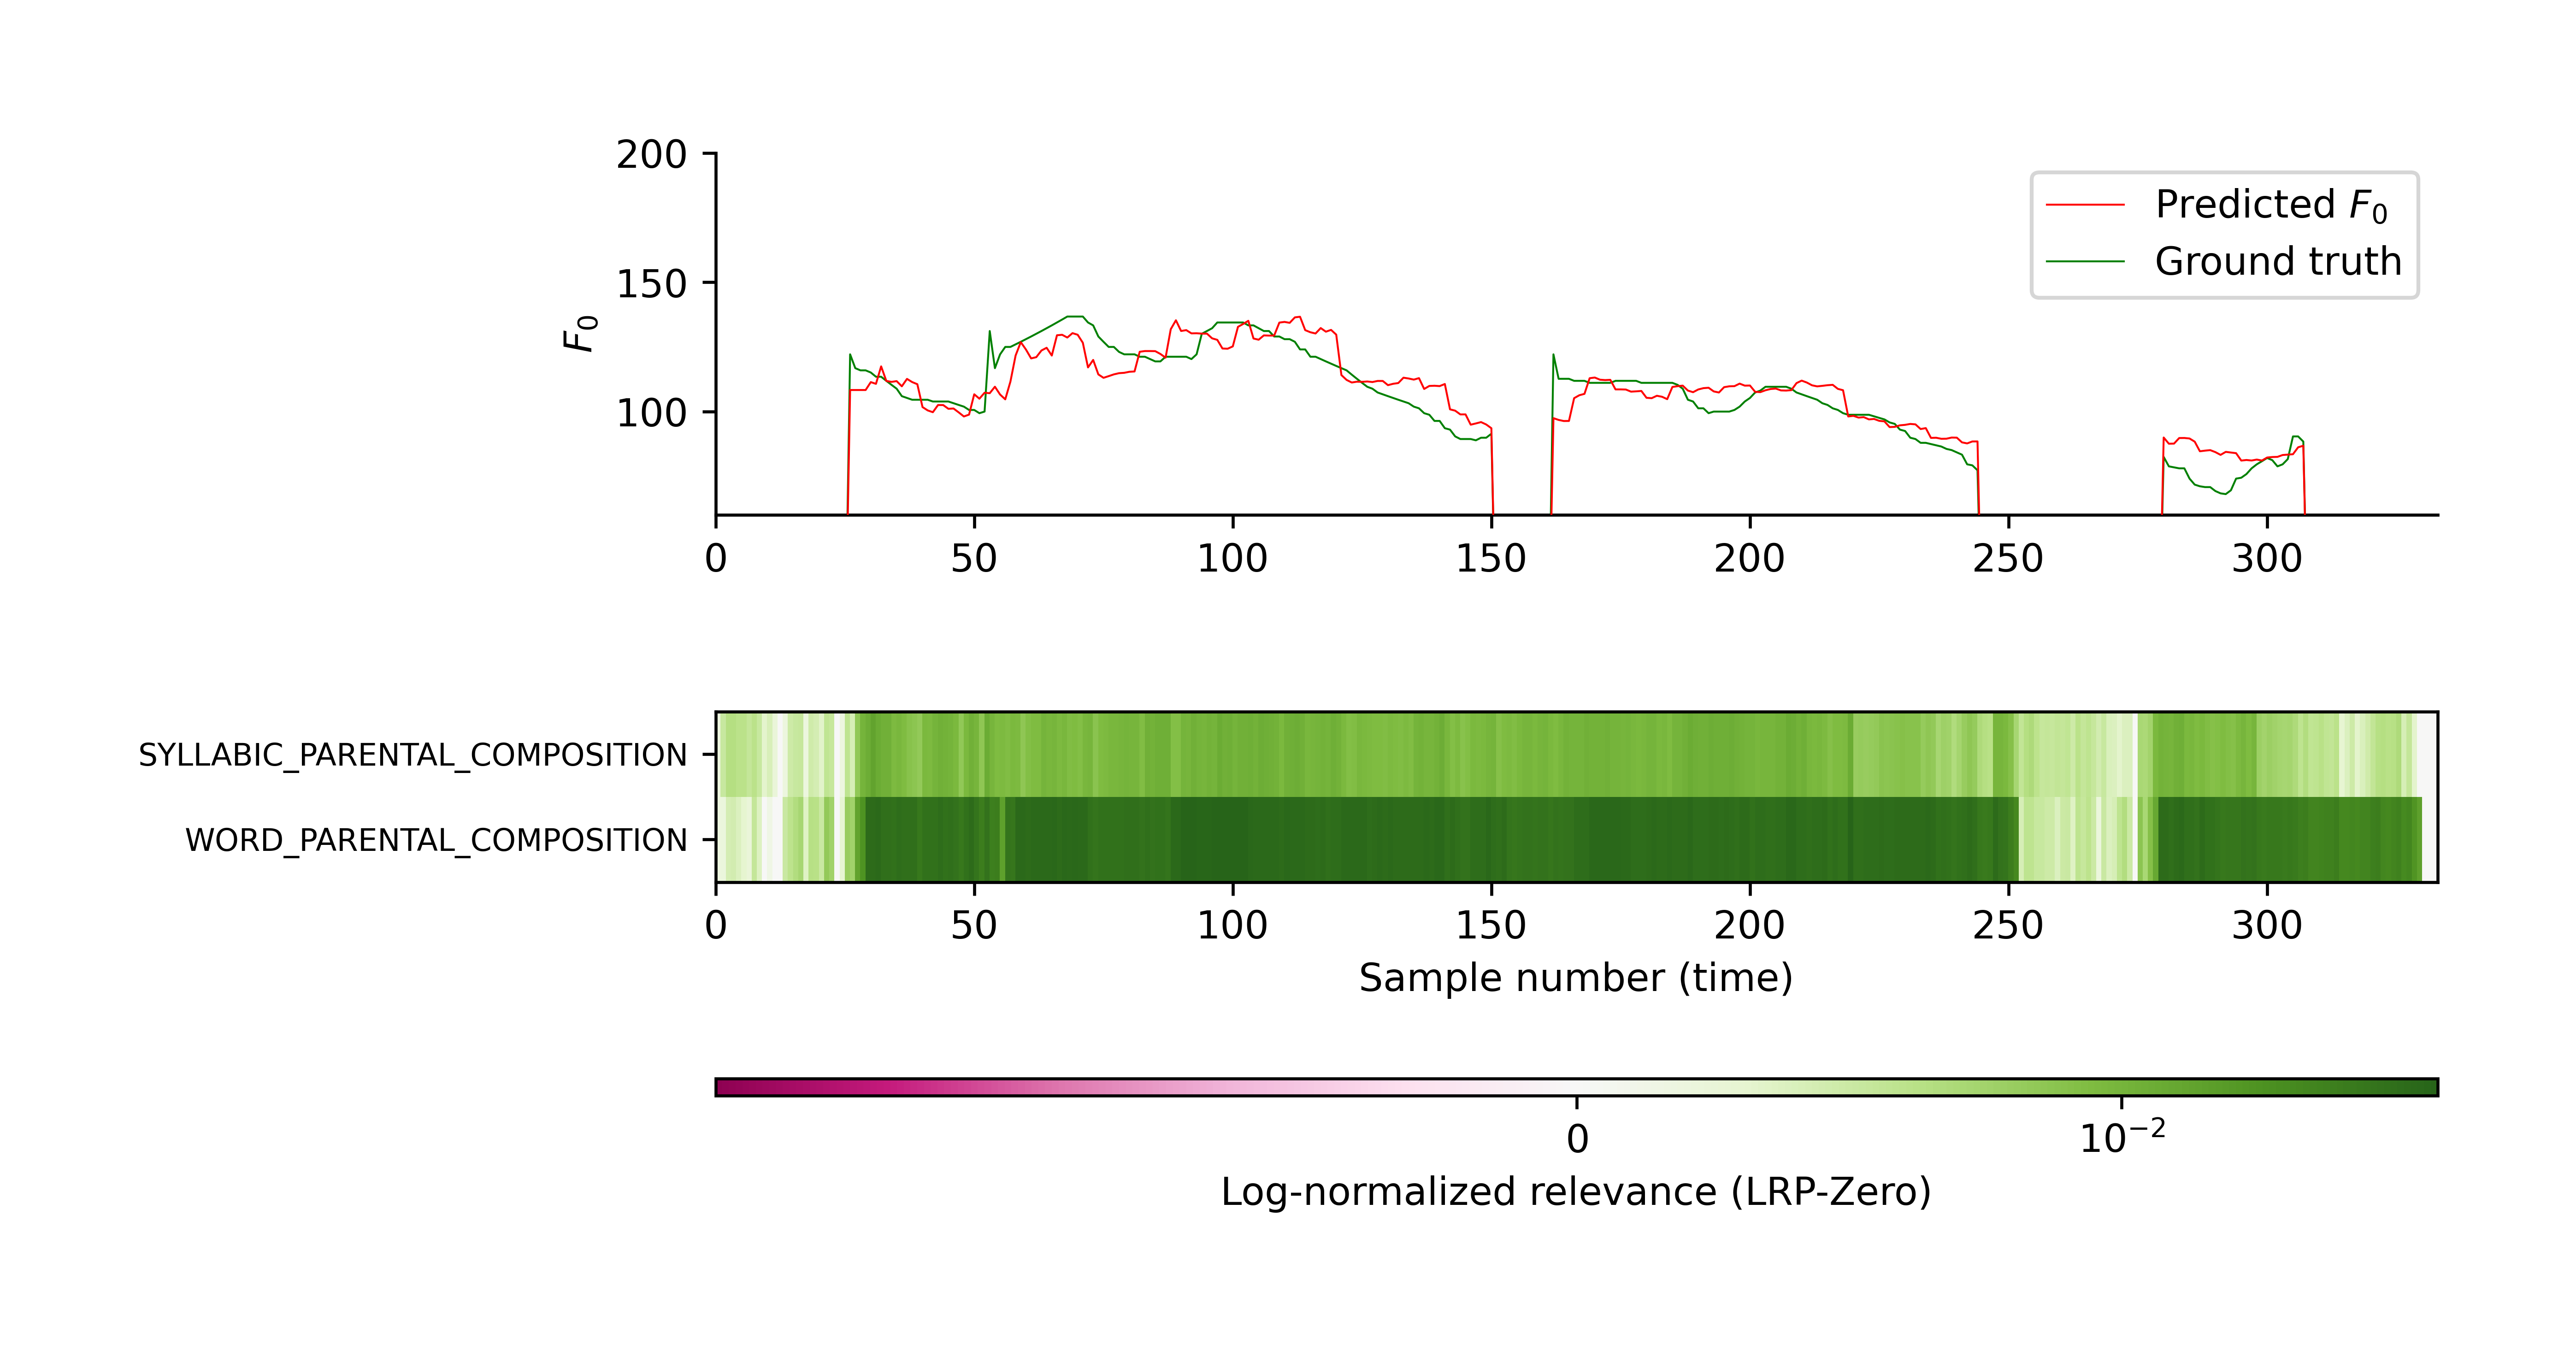 200
150
100
F₀
Predicted F₀
Ground truth
0 50 100 150 200 250 300
SYLLABIC_PARENTAL_COMPOSITION
WORD_PARENTAL_COMPOSITION
0 50 100 150 200 250 300
Sample number (time)
0 10⁻²
Log-normalized relevance (LRP-Zero)